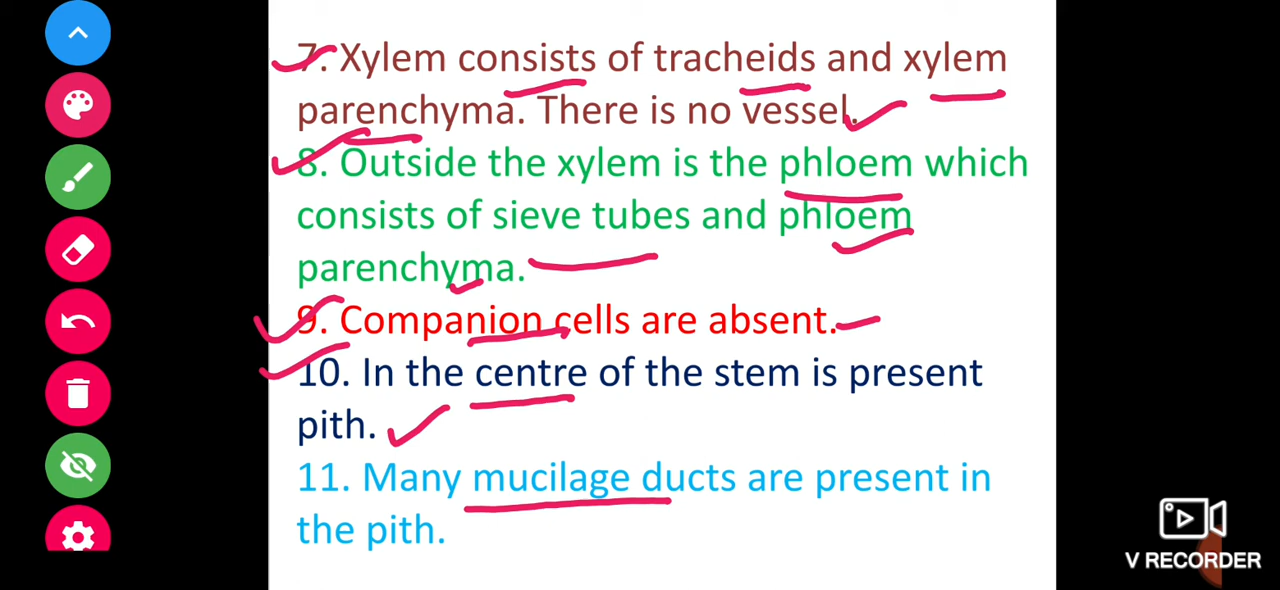 7. Xylem consists of tracheids and xylem
parenchyma. There is no vessel.
8. Outside the xylem is the phloem which
consists of sieve tubes and phloem
parenchyma.
9. Companion cells are absent.
10. In the centre of the stem is present
pith.
11. Many mucilage ducts are present in
the pith.
V RECORDER